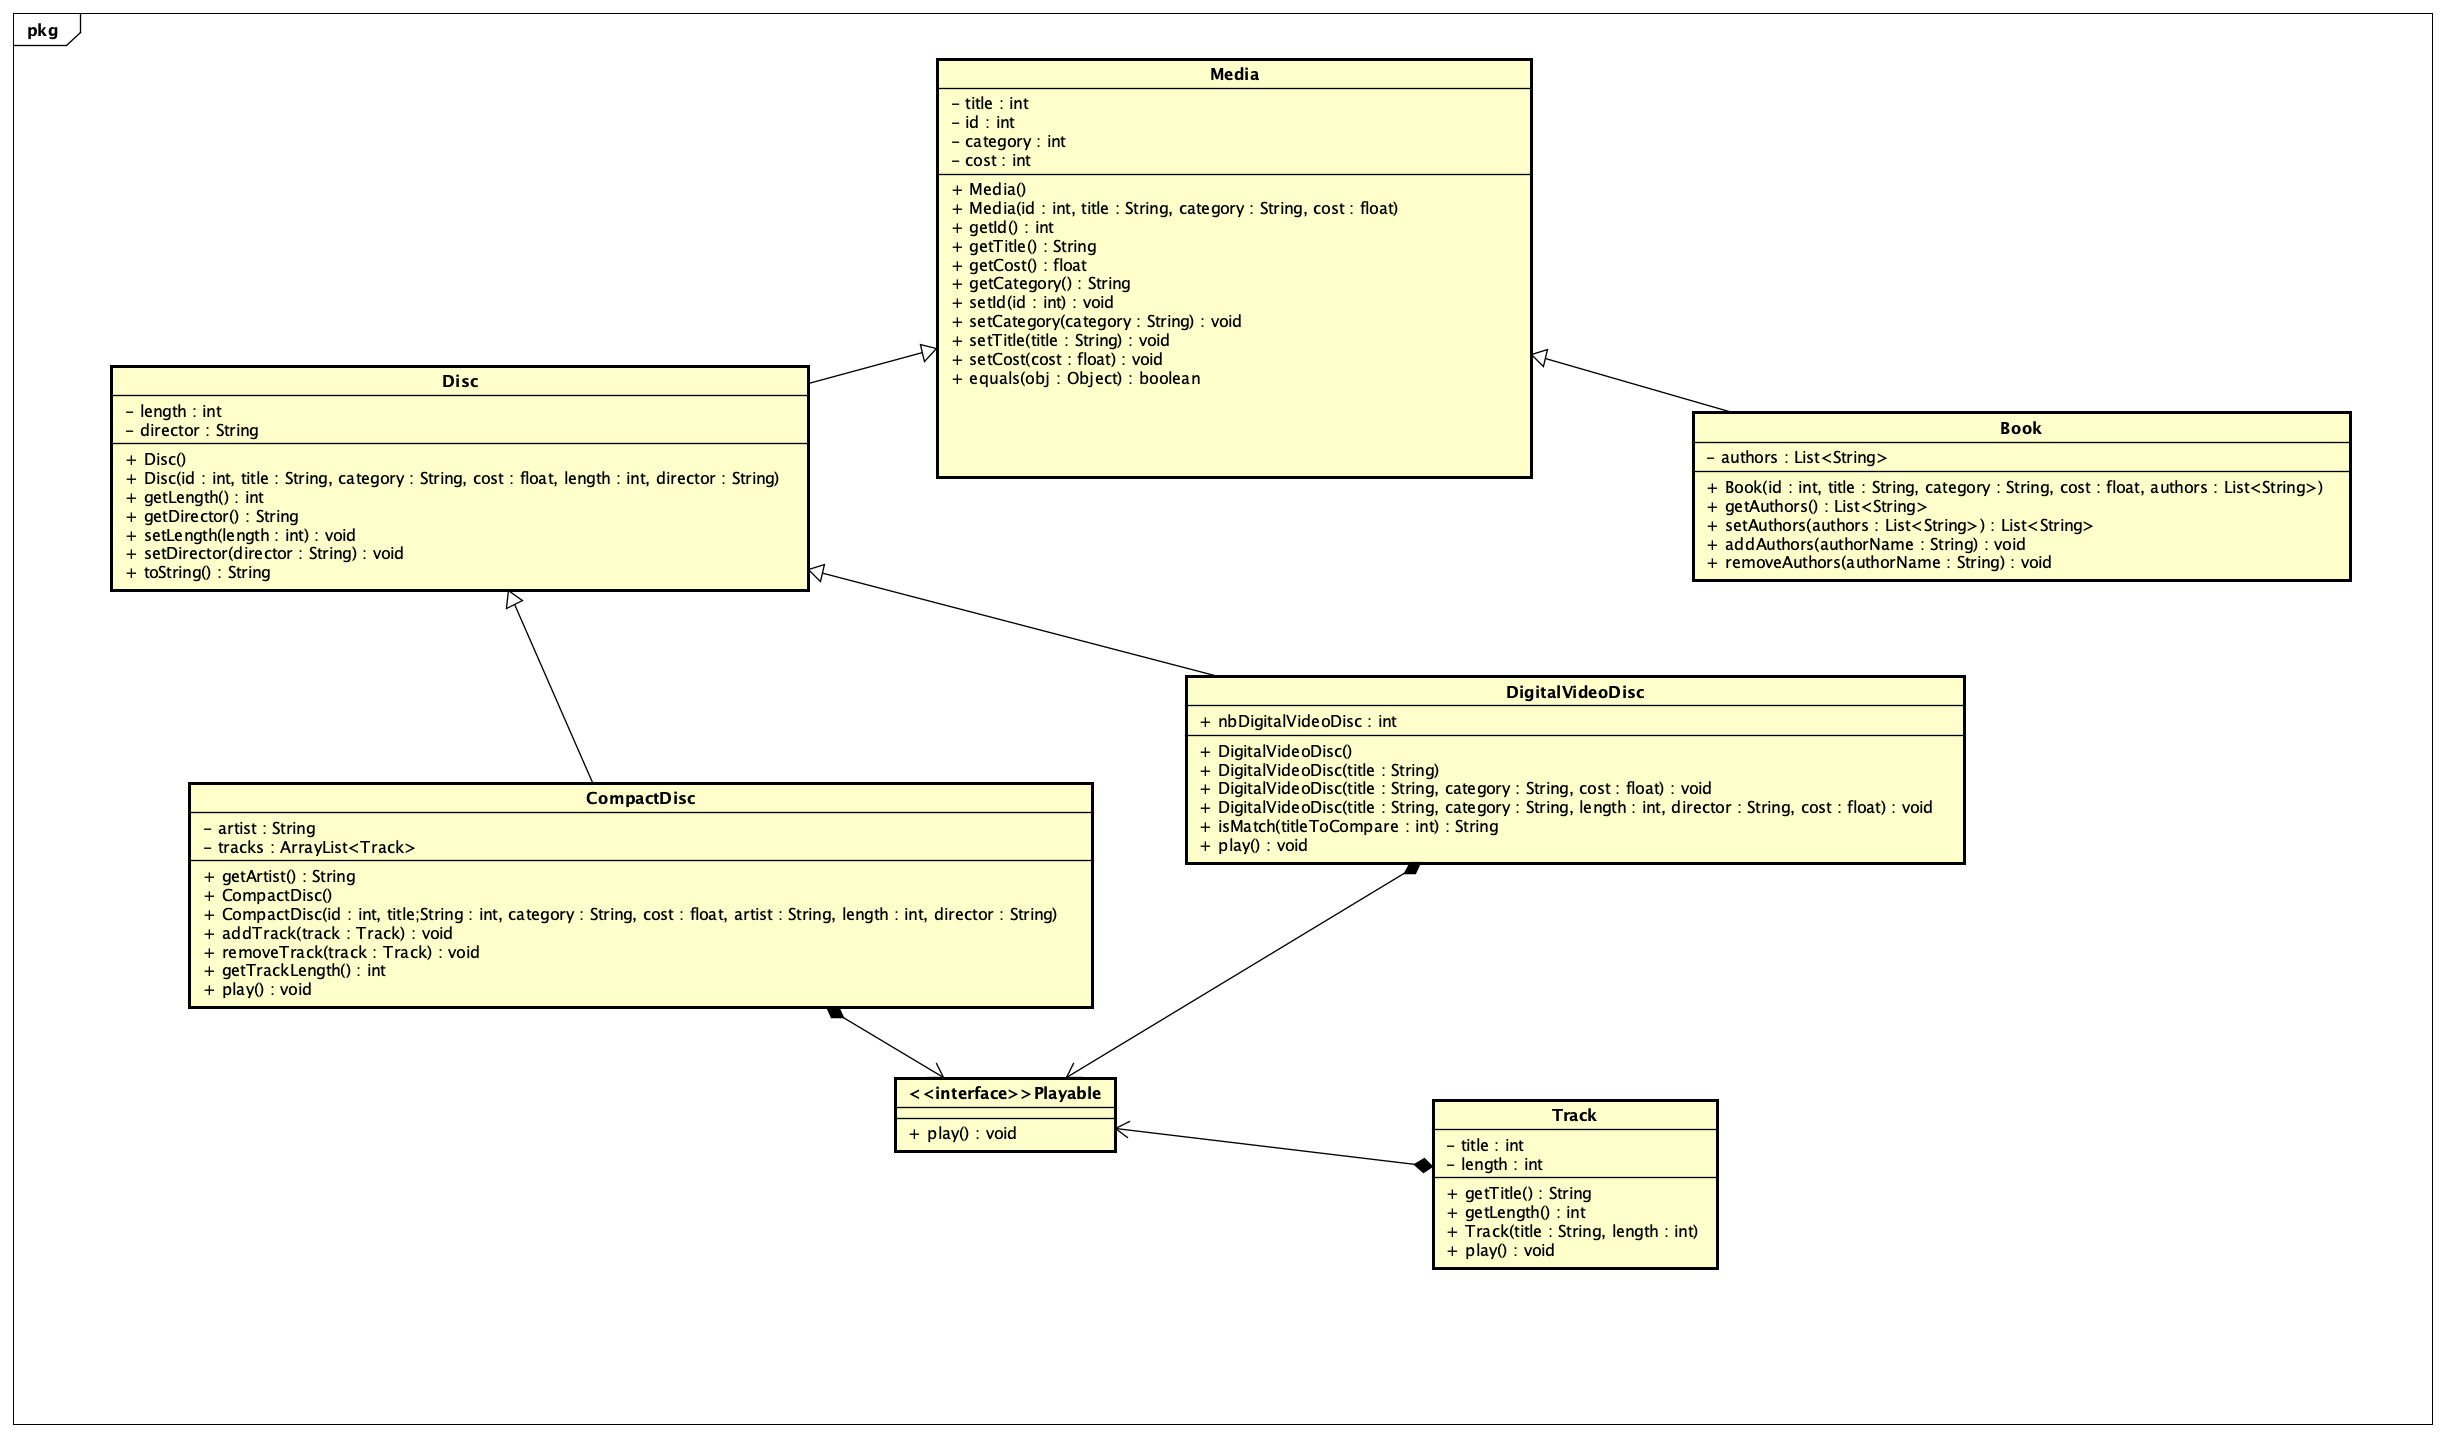 pkg
Media
– title : int
– id : int
– category : int
– cost : int
+ Media()
+ Media(id : int, title : String, category : String, cost : float)
+ getId() : int
+ getTitle() : String
+ getCost() : float
+ getCategory() : String
+ setId(id : int) : void
+ setCategory(category : String) : void
+ setTitle(title : String) : void
+ setCost(cost : float) : void
+ equals(obj : Object) : boolean
Disc
– length : int
– director : String
+ Disc()
+ Disc(id : int, title : String, category : String, cost : float, length : int, director : String)
+ getLength() : int
+ getDirector() : String
+ setLength(length : int) : void
+ setDirector(director : String) : void
+ toString() : String
Book
– authors : List<String>
+ Book(id : int, title : String, category : String, cost : float, authors : List<String>)
+ getAuthors() : List<String>
+ setAuthors(authors : List<String>) : List<String>
+ addAuthors(authorName : String) : void
+ removeAuthors(authorName : String) : void
DigitalVideoDisc
+ nbDigitalVideoDisc : int
+ DigitalVideoDisc()
+ DigitalVideoDisc(title : String)
+ DigitalVideoDisc(title : String, category : String, cost : float) : void
+ DigitalVideoDisc(title : String, category : String, length : int, director : String, cost : float) : void
+ isMatch(titleToCompare : int) : String
+ play() : void
CompactDisc
– artist : String
– tracks : ArrayList<Track>
+ getArtist() : String
+ CompactDisc()
+ CompactDisc(id : int, title;String : int, category : String, cost : float, artist : String, length : int, director : String)
+ addTrack(track : Track) : void
+ removeTrack(track : Track) : void
+ getTrackLength() : int
+ play() : void
<<interface>>Playable
+ play() : void
Track
– title : int
– length : int
+ getTitle() : String
+ getLength() : int
+ Track(title : String, length : int)
+ play() : void